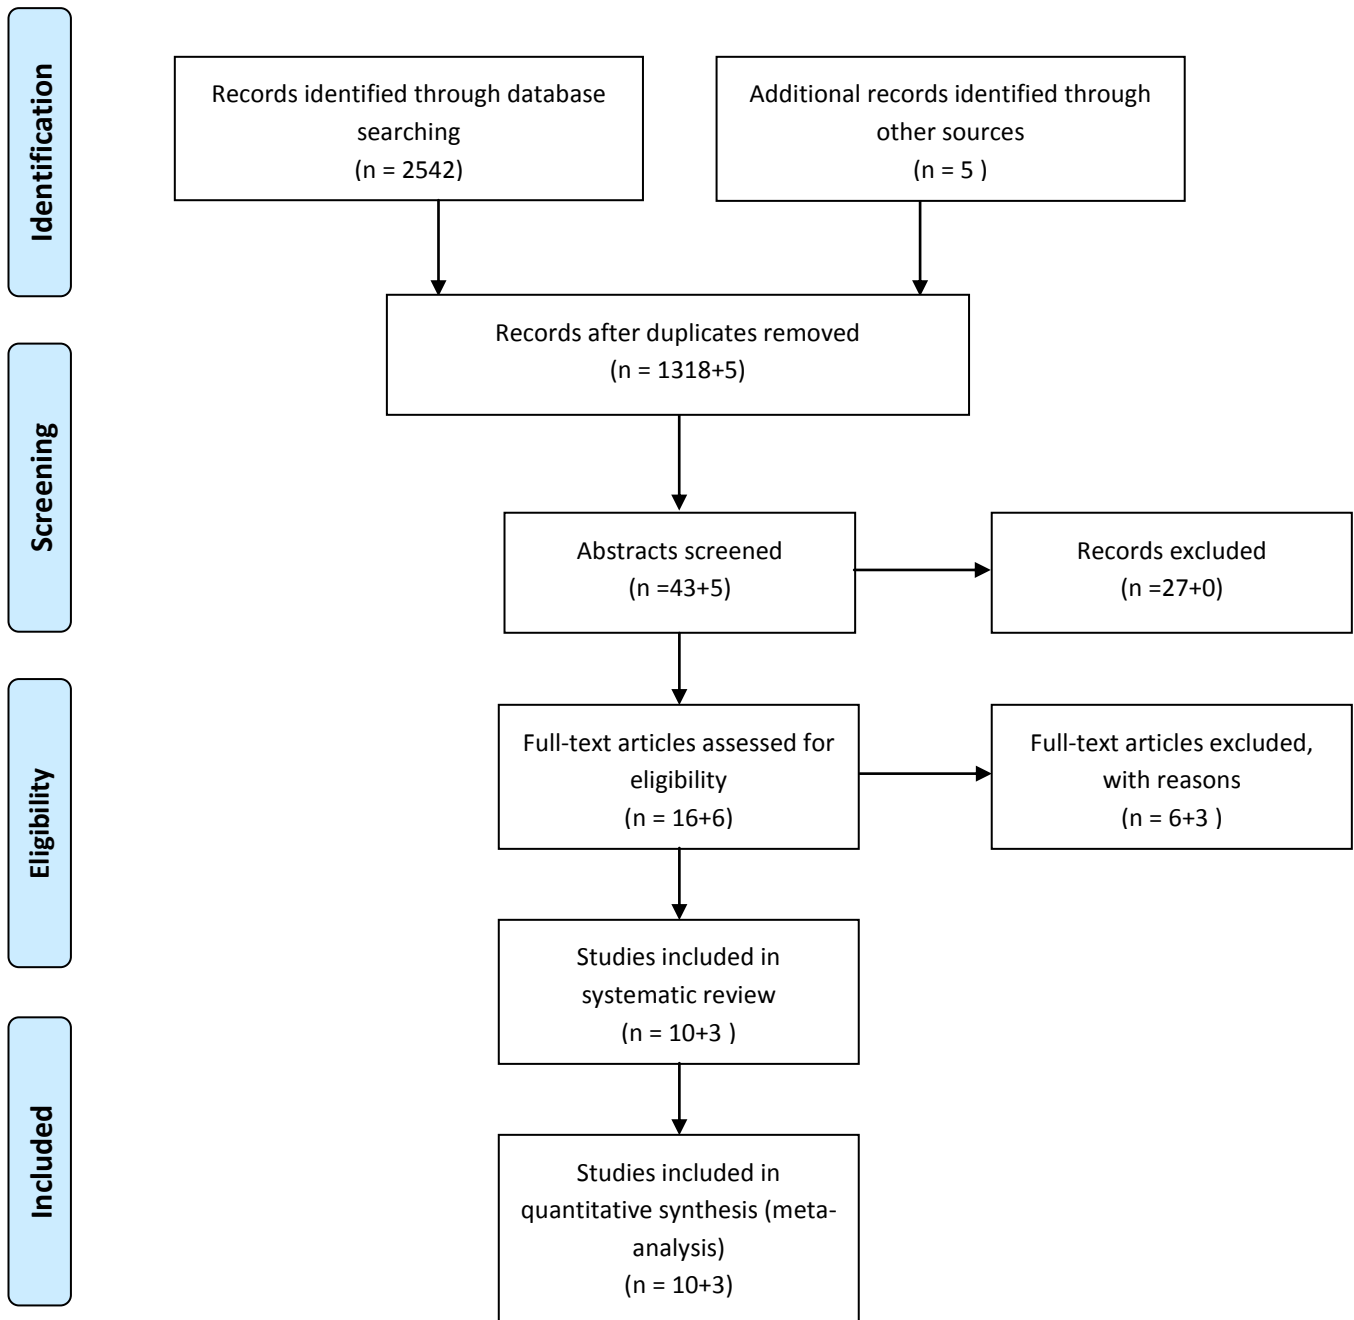 Identification
Records identified through database
searching
(n = 2542)
Additional records identified through
other sources
(n = 5 )
Records after duplicates removed
(n = 1318+5)
Screening
Abstracts screened
(n =43+5)
Records excluded
(n =27+0)
Eligibility
Full-text articles assessed for
eligibility
(n = 16+6)
Full-text articles excluded,
with reasons
(n = 6+3 )
Studies included in
systematic review
(n = 10+3 )
Included
Studies included in
quantitative synthesis (meta-
analysis)
(n = 10+3)